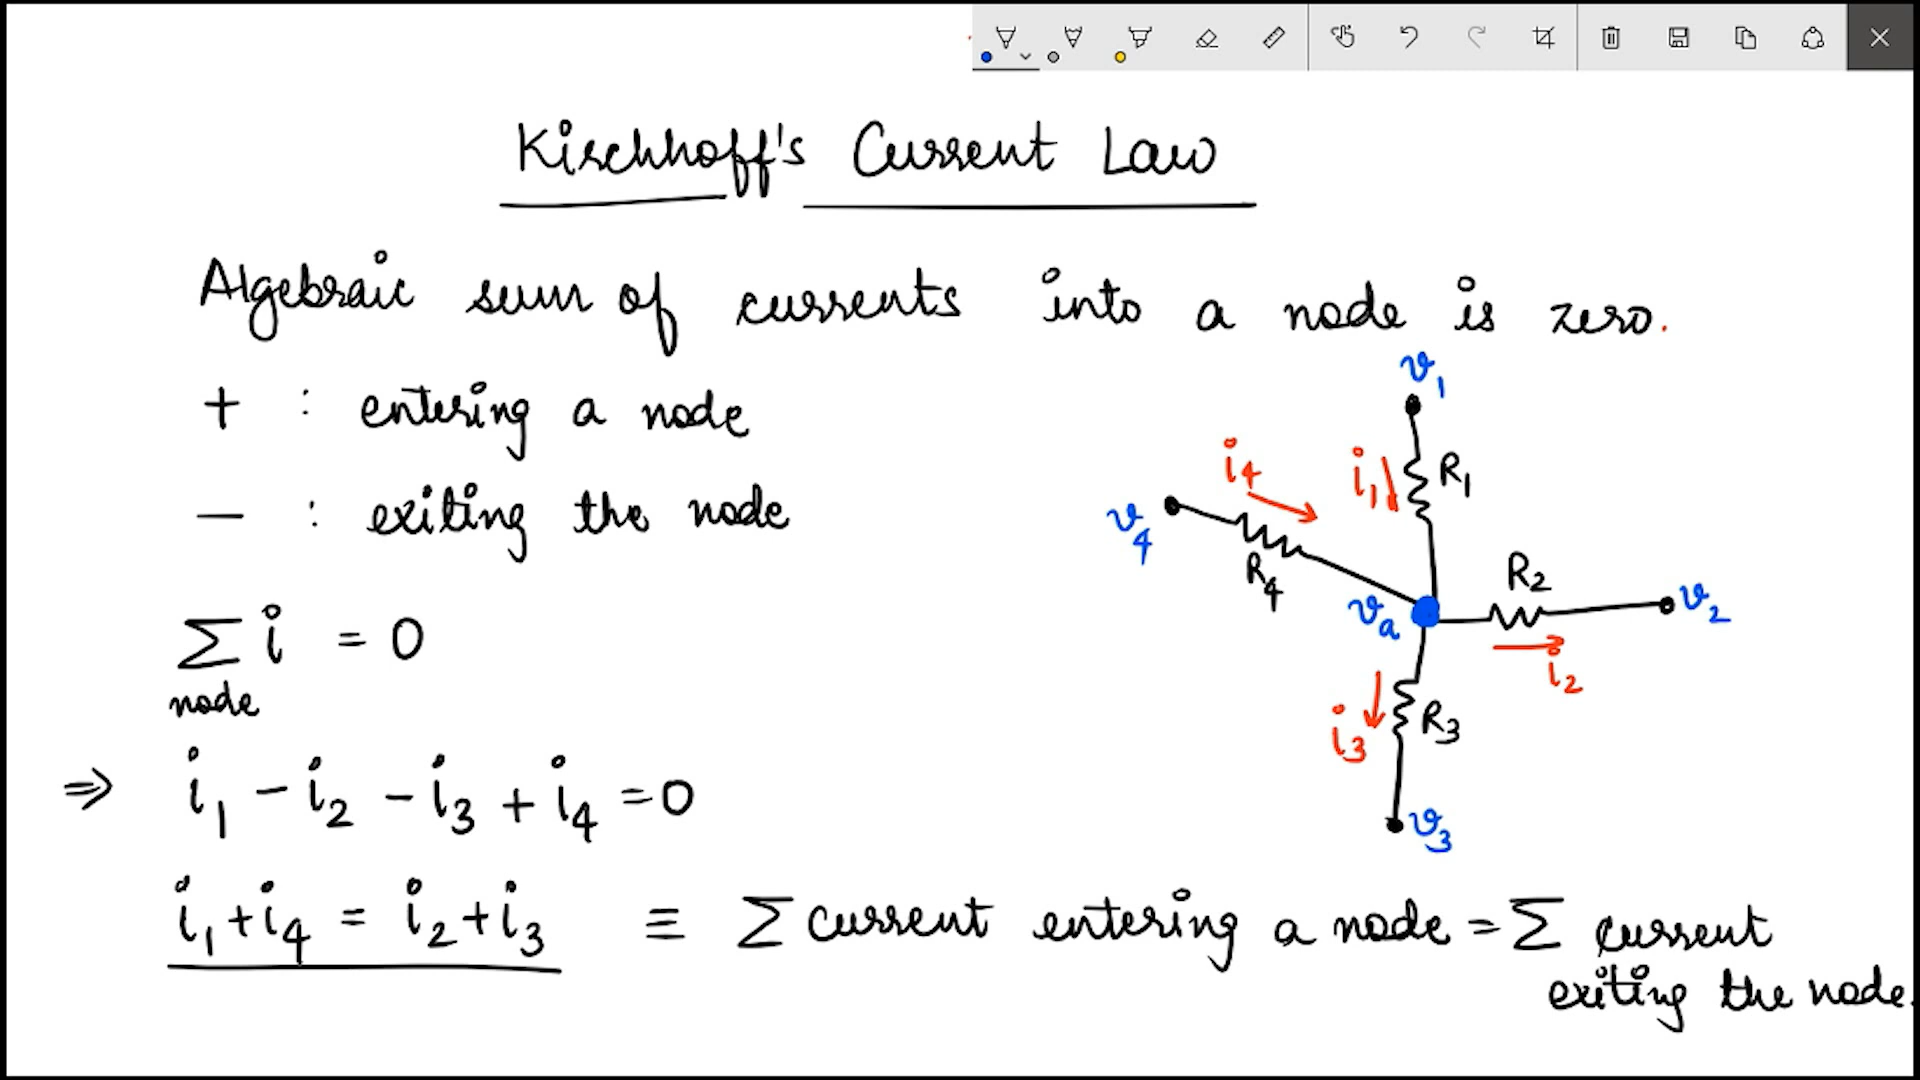 Kirchhoff's Current Law
Algebraic sum of currents into a node is zero.
+ : entering a node
− : exiting the node
∑ i = 0
node
⇒ i₁ − i₂ − i₃ + i₄ = 0
i₁ + i₄ = i₂ + i₃ ≡ ∑ current entering a node = ∑ current
exiting the node.
v₁
i₁ R₁
i₄
v₄
R₄
R₂
vₐ
v₂
i₂
i₃ R₃
v₃